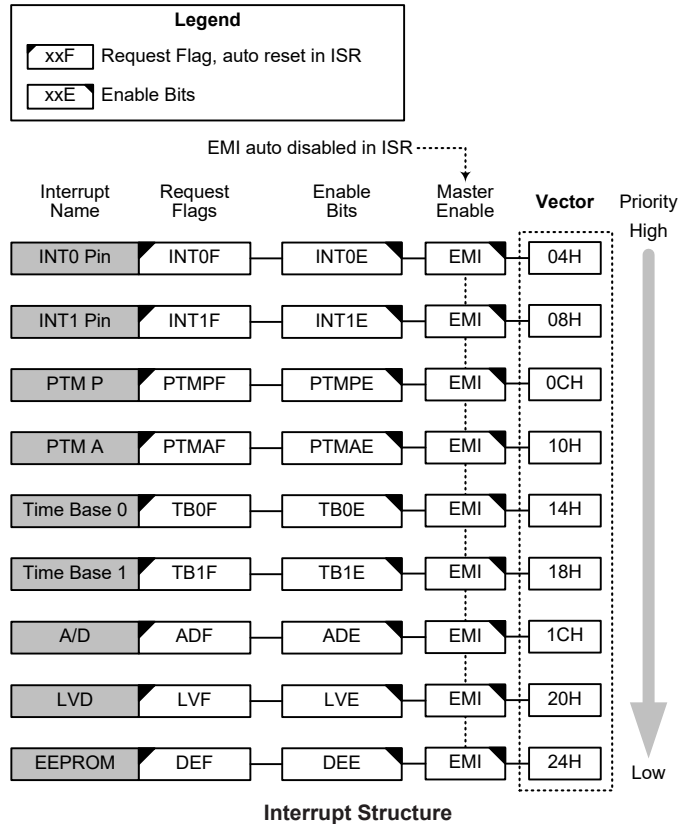 Legend
xxF Request Flag, auto reset in ISR
xxE Enable Bits
EMI auto disabled in ISR
Interrupt Name Request Flags Enable Bits Master Enable Vector Priority
High
INT0 Pin INT0F INT0E EMI 04H
INT1 Pin INT1F INT1E EMI 08H
PTM P PTMPF PTMPE EMI 0CH
PTM A PTMAF PTMAE EMI 10H
Time Base 0 TB0F TB0E EMI 14H
Time Base 1 TB1F TB1E EMI 18H
A/D ADF ADE EMI 1CH
LVD LVF LVE EMI 20H
EEPROM DEF DEE EMI 24H
Low
Interrupt Structure